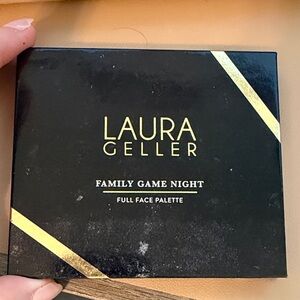 LAURA
GELLER
FAMILY GAME NIGHT
FULL FACE PALETTE